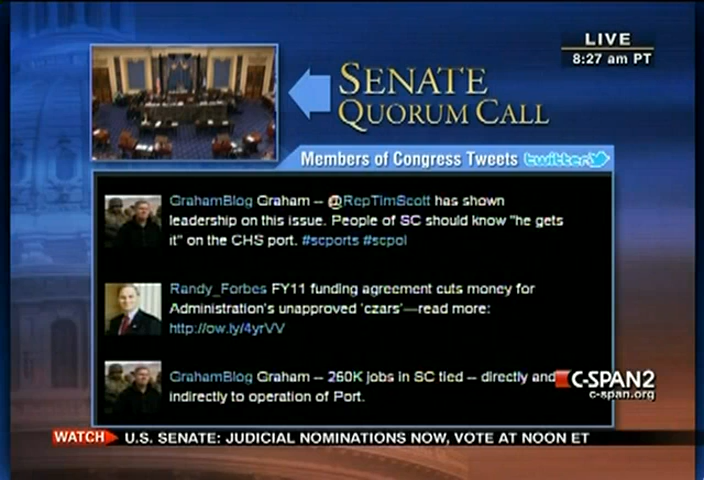 LIVE
8:27 am PT
SENATE
QUORUM CALL
Members of Congress Tweets twitter
GrahamBlog Graham -- @RepTimScott has shown
leadership on this issue. People of SC should know "he gets
it" on the CHS port. #scports #scpol
Randy_Forbes FY11 funding agreement cuts money for
Administration's unapproved 'czars'—read more:
http://ow.ly/4yrVV
GrahamBlog Graham -- 260K jobs in SC tied -- directly and
indirectly to operation of Port.
C-SPAN2
c-span.org
WATCH U.S. SENATE: JUDICIAL NOMINATIONS NOW, VOTE AT NOON ET